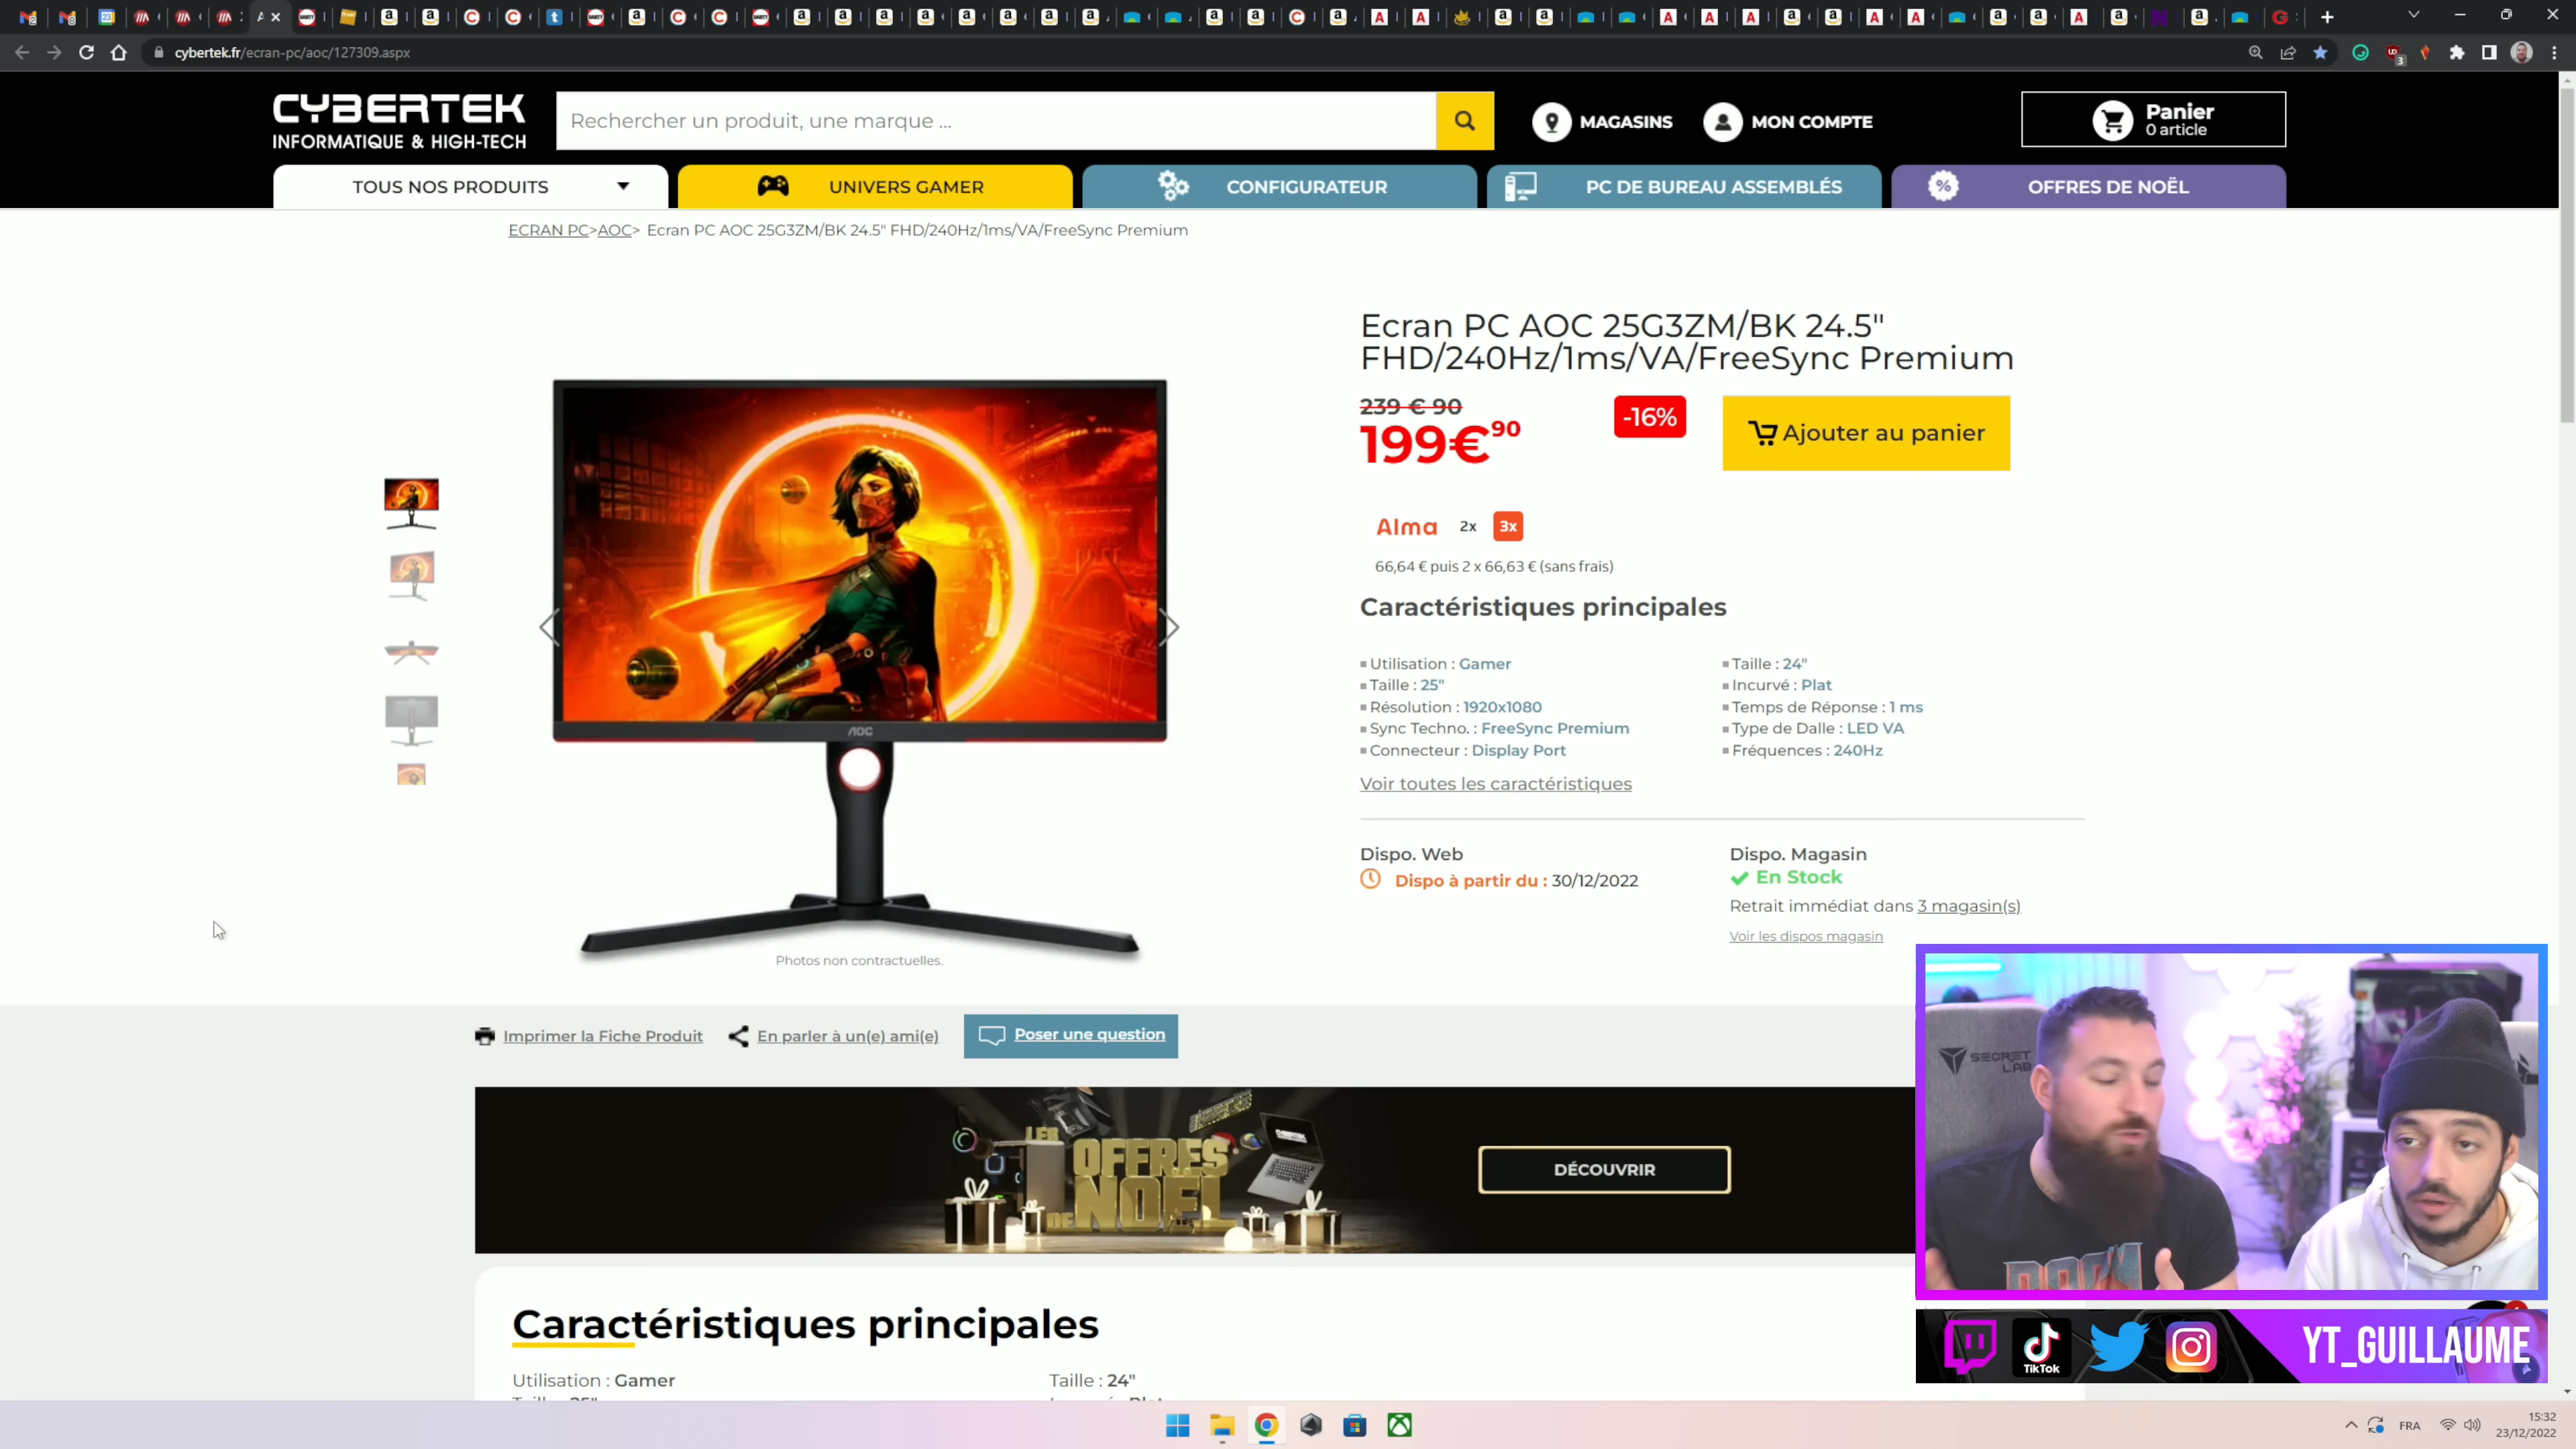 cybertek.fr/ecran-pc/aoc/127309.aspx
3
CYBERTEK
INFORMATIQUE & HIGH-TECH
Rechercher un produit, une marque ...
MAGASINS
MON COMPTE
Panier
0 article
TOUS NOS PRODUITS
UNIVERS GAMER
CONFIGURATEUR
PC DE BUREAU ASSEMBLÉS
OFFRES DE NOËL
ECRAN PC>AOC> Ecran PC AOC 25G3ZM/BK 24.5" FHD/240Hz/1ms/VA/FreeSync Premium
Ecran PC AOC 25G3ZM/BK 24.5"
FHD/240Hz/1ms/VA/FreeSync Premium
239 € 90
199€90
-16%
Ajouter au panier
Alma 2x 3x
66,64 € puis 2 x 66,63 € (sans frais)
Caractéristiques principales
Utilisation : Gamer
Taille : 24"
Taille : 25"
Incurvé : Plat
Résolution : 1920x1080
Temps de Réponse : 1 ms
Sync Techno. : FreeSync Premium
Type de Dalle : LED VA
Connecteur : Display Port
Fréquences : 240Hz
Voir toutes les caractéristiques
Dispo. Web
Dispo à partir du : 30/12/2022
Dispo. Magasin
En Stock
Retrait immédiat dans 3 magasin(s)
Voir les dispos magasin
AOC
Photos non contractuelles.
Imprimer la Fiche Produit
En parler à un(e) ami(e)
Poser une question
LES
OFFRES
DE NOEL
DÉCOUVRIR
SECRET
LAB
Caractéristiques principales
Utilisation : Gamer
Taille : 24"
TikTok
YT_GUILLAUME
FRA
15:32
23/12/2022